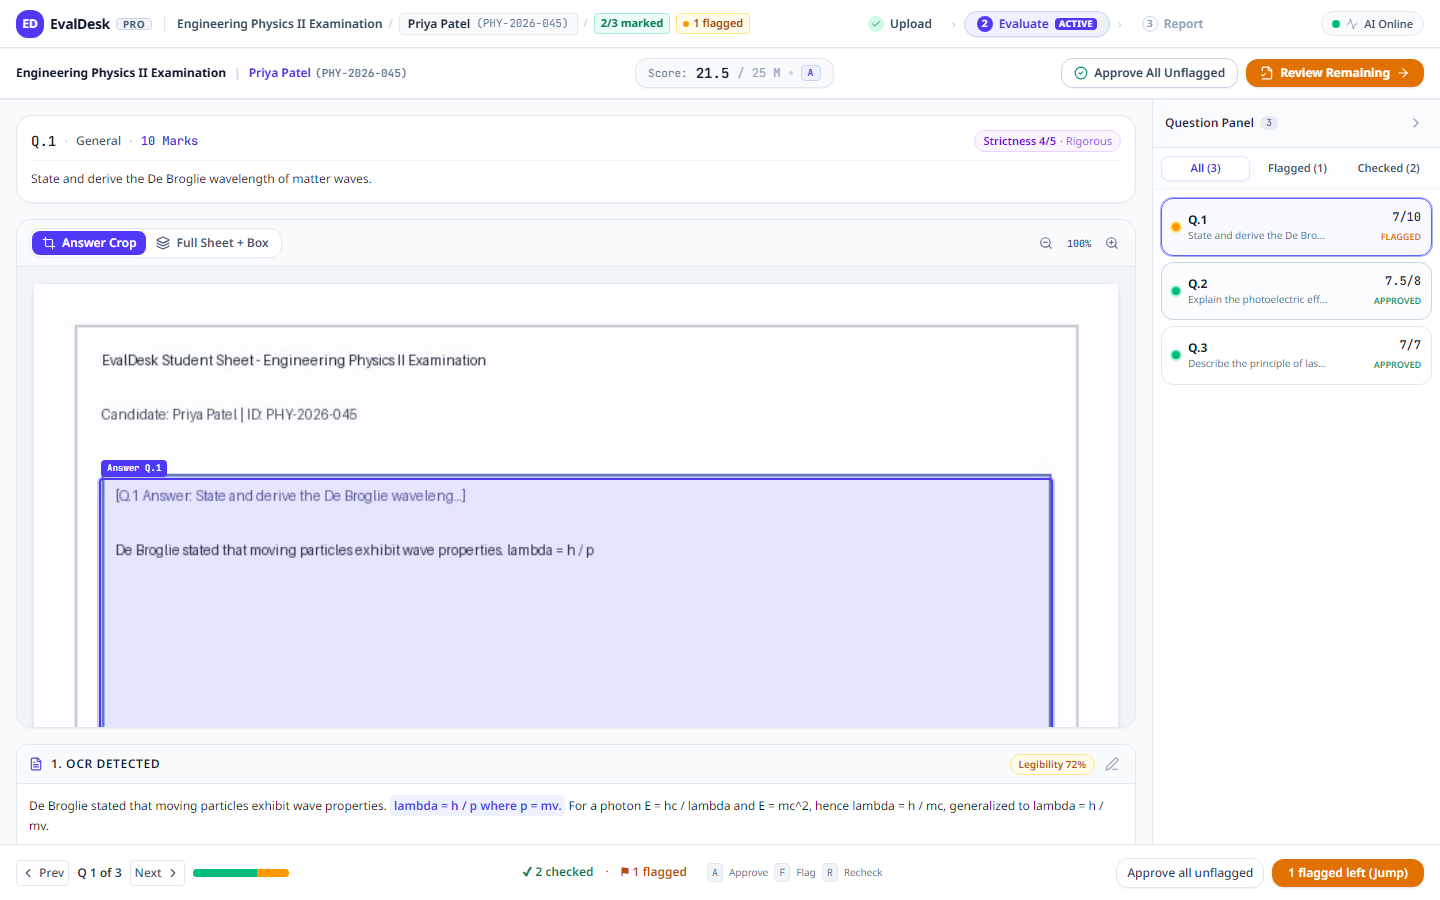 ED EvalDesk PRO Engineering Physics II Examination / Priya Patel (PHY-2026-045) / 2/3 marked 1 flagged Upload › 2 Evaluate ACTIVE › 3 Report AI Online
Engineering Physics II Examination | Priya Patel (PHY-2026-045) Score: 21.5 / 25 M • A Approve All Unflagged Review Remaining
Q.1 · General · 10 Marks Strictness 4/5 · Rigorous
State and derive the De Broglie wavelength of matter waves.
Answer Crop Full Sheet + Box 100%
EvalDesk Student Sheet - Engineering Physics II Examination
Candidate: Priya Patel | ID: PHY-2026-045
Answer Q.1
[Q.1 Answer: State and derive the De Broglie waveleng...]
De Broglie stated that moving particles exhibit wave properties. lambda = h / p
1. OCR DETECTED Legibility 72%
De Broglie stated that moving particles exhibit wave properties. lambda = h / p where p = mv. For a photon E = hc / lambda and E = mc^2, hence lambda = h / mc, generalized to lambda = h /
mv.
Question Panel 3
All (3) Flagged (1) Checked (2)
Q.1 7/10
State and derive the De Bro... FLAGGED
Q.2 7.5/8
Explain the photoelectric eff... APPROVED
Q.3 7/7
Describe the principle of las... APPROVED
Prev Q 1 of 3 Next ✓ 2 checked · 1 flagged A Approve F Flag R Recheck Approve all unflagged 1 flagged left (Jump)